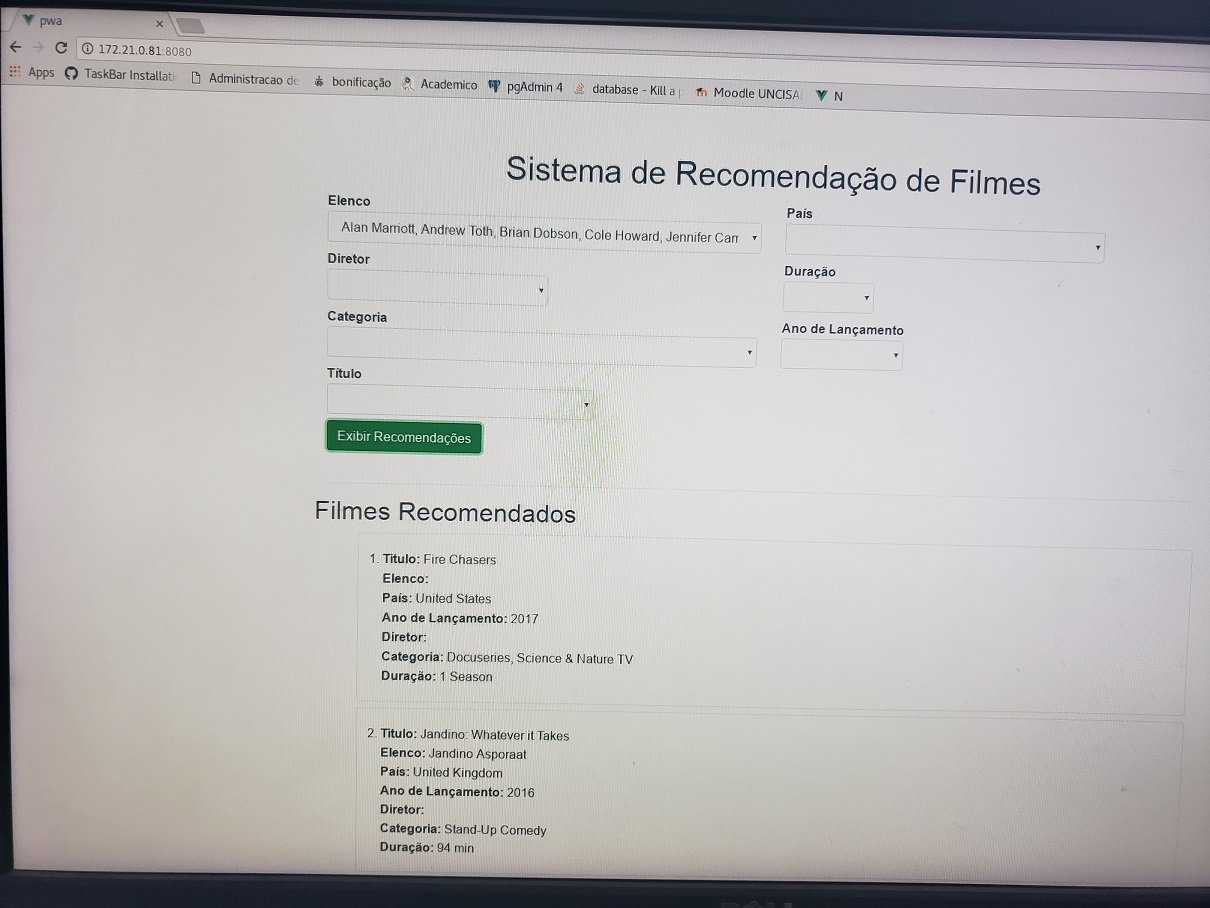 pwa
172.21.0.81:8080
Apps TaskBar Installati Administracao de bonificação Academico pgAdmin 4 database - Kill a p Moodle UNCISAL N
Sistema de Recomendação de Filmes
Elenco
País
Alan Marriott, Andrew Toth, Brian Dobson, Cole Howard, Jennifer Cam
Diretor
Duração
Categoria
Ano de Lançamento
Título
Exibir Recomendações
Filmes Recomendados
1. Titulo: Fire Chasers
Elenco:
País: United States
Ano de Lançamento: 2017
Diretor:
Categoria: Docuseries, Science & Nature TV
Duração: 1 Season
2. Titulo: Jandino: Whatever it Takes
Elenco: Jandino Asporaat
País: United Kingdom
Ano de Lançamento: 2016
Diretor:
Categoria: Stand-Up Comedy
Duração: 94 min